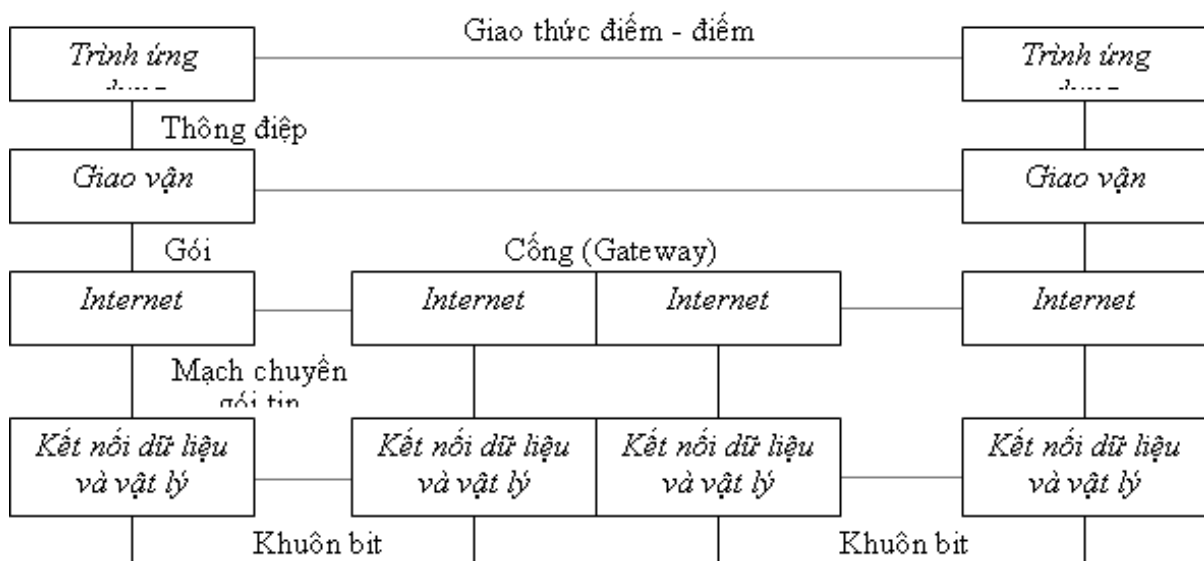 Giao thức điểm - điểm
Trình ứng
Trình ứng
Thông điệp
Giao vận
Giao vận
Gói
Cổng (Gateway)
Internet
Internet
Internet
Internet
Mạch chuyển
gói tin
Kết nối dữ liệu
và vật lý
Kết nối dữ liệu
và vật lý
Kết nối dữ liệu
và vật lý
Kết nối dữ liệu
và vật lý
Khuôn bit
Khuôn bit